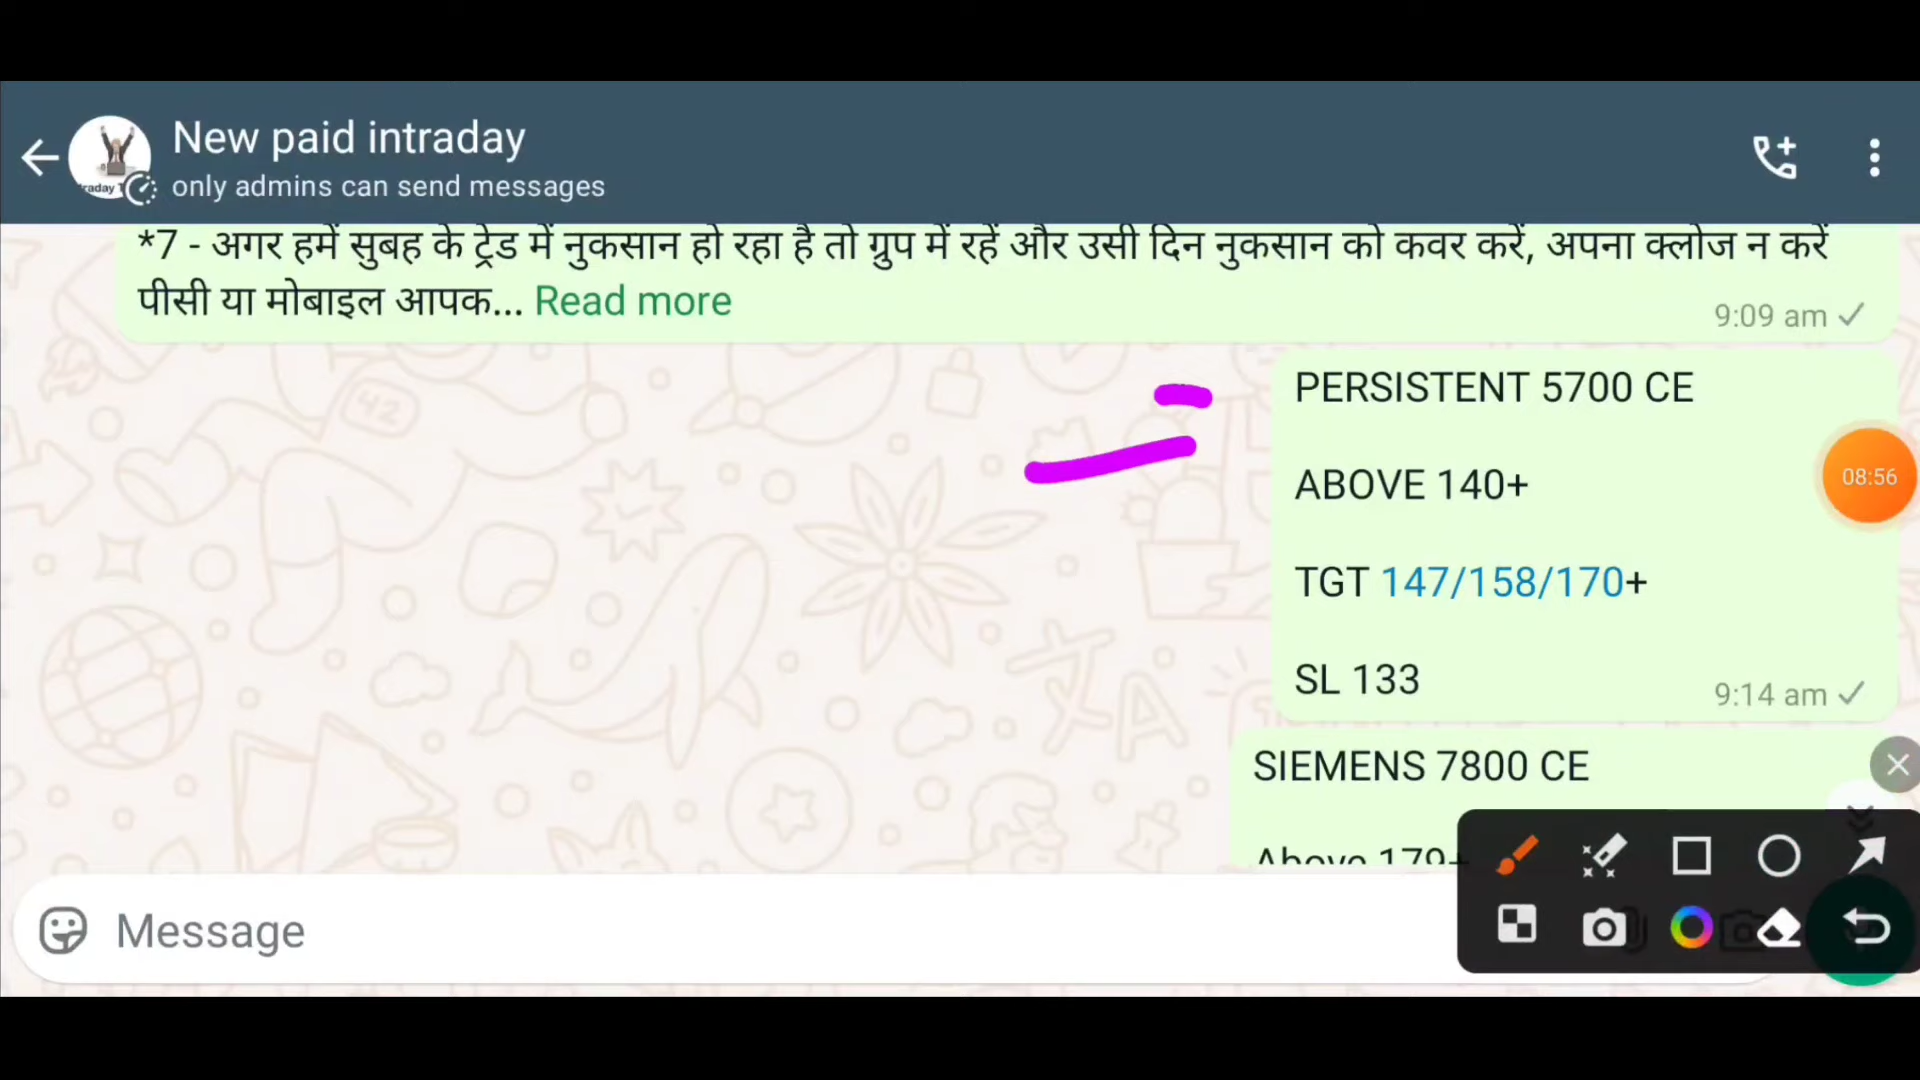 New paid intraday
only admins can send messages
*7 - अगर हमें सुबह के ट्रेड में नुकसान हो रहा है तो ग्रुप में रहें और उसी दिन नुकसान को कवर करें, अपना क्लोज न करें
पीसी या मोबाइल आपक... Read more
9:09 am
PERSISTENT 5700 CE
ABOVE 140+
08:56
TGT 147/158/170+
SL 133
9:14 am
SIEMENS 7800 CE
Above 179+
Message